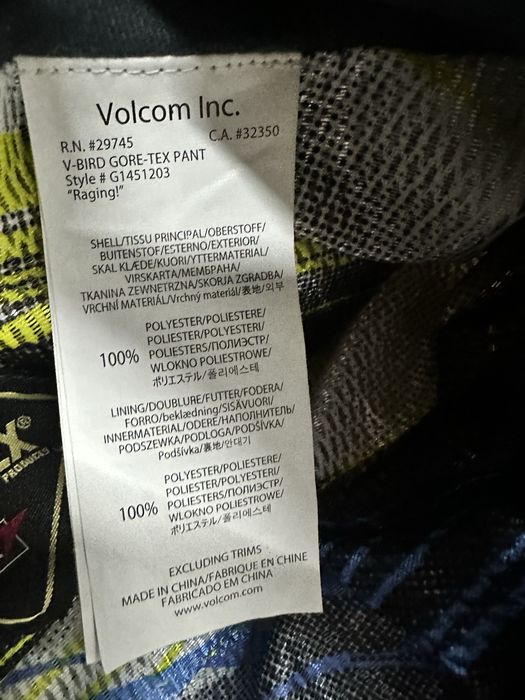 Volcom Inc.
R.N. #29745 C.A. #32350
V-BIRD GORE-TEX PANT
Style # G1451203
"Raging!"
SHELL/TISSU PRINCIPAL/OBERSTOFF/
BUITENSTOF/ESTERNO/EXTERIOR/
SKAL KLÆDE/KUORI/YTTERMATERIAL/
VIRSKARTA/МЕМБРАНА/
TKANINA ZEWNETRZNA/SKORJA ZGRADBA/
VRCHNÍ MATERIÁL/Vrchný materiál/表地/외부
100% POLYESTER/POLIESTERE/
POLIESTER/POLYESTERI/
POLIESTERS/ПОЛИЭСТР/
WLOKNO POLIESTROWE/
ポリエステル/폴리에스테
LINING/DOUBLURE/FUTTER/FODERA/
FORRO/beklædning/SISÄVUORI/
INNERMATERIAL/ODERE/НАПОЛНИТЕЛЬ/
PODSZEWKA/PODLOGA/PODŠÍVKA/
Podšívka/裏地/안대기
100% POLYESTER/POLIESTERE/
POLIESTER/POLYESTERI/
POLIESTERS/ПОЛИЭСТР/
WLOKNO POLIESTROWE/
ポリエステル/폴리에스테
EXCLUDING TRIMS
MADE IN CHINA/FABRIQUE EN CHINE
FABRICADO EM CHINA
www.volcom.com
EX®
PRODUCTS